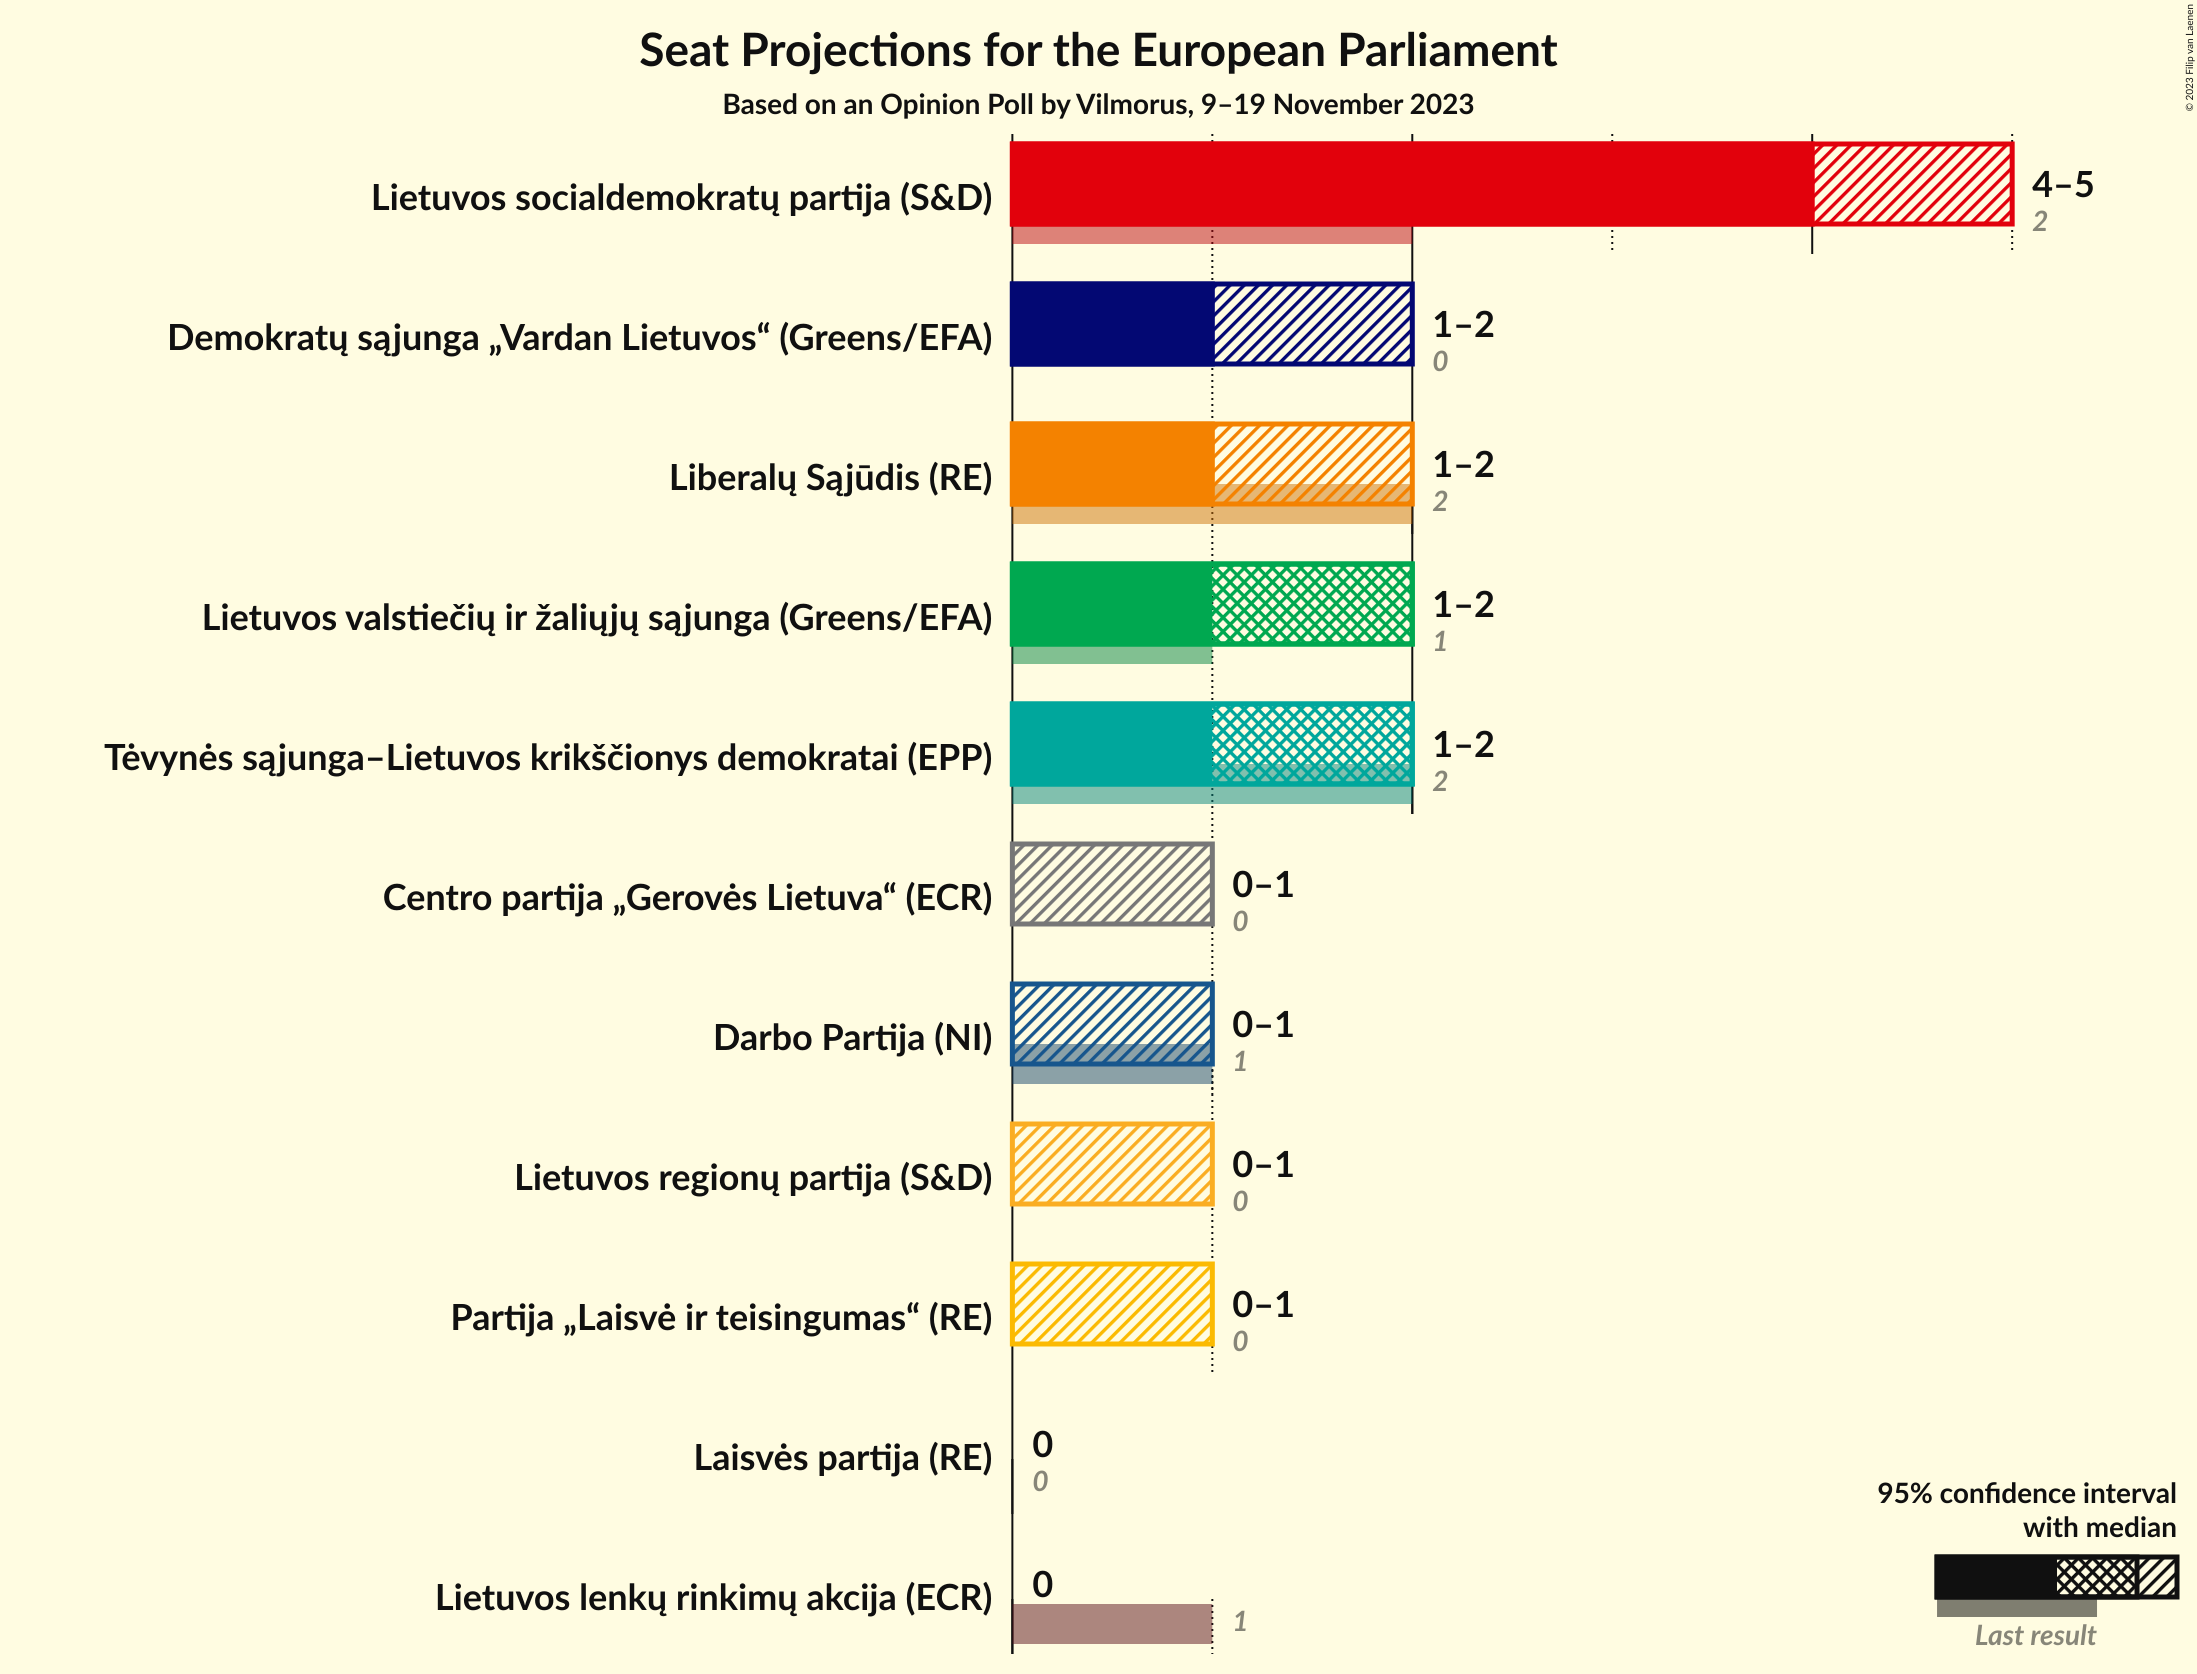 Seat Projections for the European Parliament
Based on an Opinion Poll by Vilmorus, 9–19 November 2023
© 2023 Filip van Laenen
Lietuvos socialdemokratų partija (S&D)
4–5
2
Demokratų sąjunga „Vardan Lietuvos“ (Greens/EFA)
1–2
0
Liberalų Sąjūdis (RE)
1–2
2
Lietuvos valstiečių ir žaliųjų sąjunga (Greens/EFA)
1–2
1
Tėvynės sąjunga–Lietuvos krikščionys demokratai (EPP)
1–2
2
Centro partija „Gerovės Lietuva“ (ECR)
0–1
0
Darbo Partija (NI)
0–1
1
Lietuvos regionų partija (S&D)
0–1
0
Partija „Laisvė ir teisingumas“ (RE)
0–1
0
Laisvės partija (RE)
0
0
Lietuvos lenkų rinkimų akcija (ECR)
0
1
95% confidence interval
with median
Last result